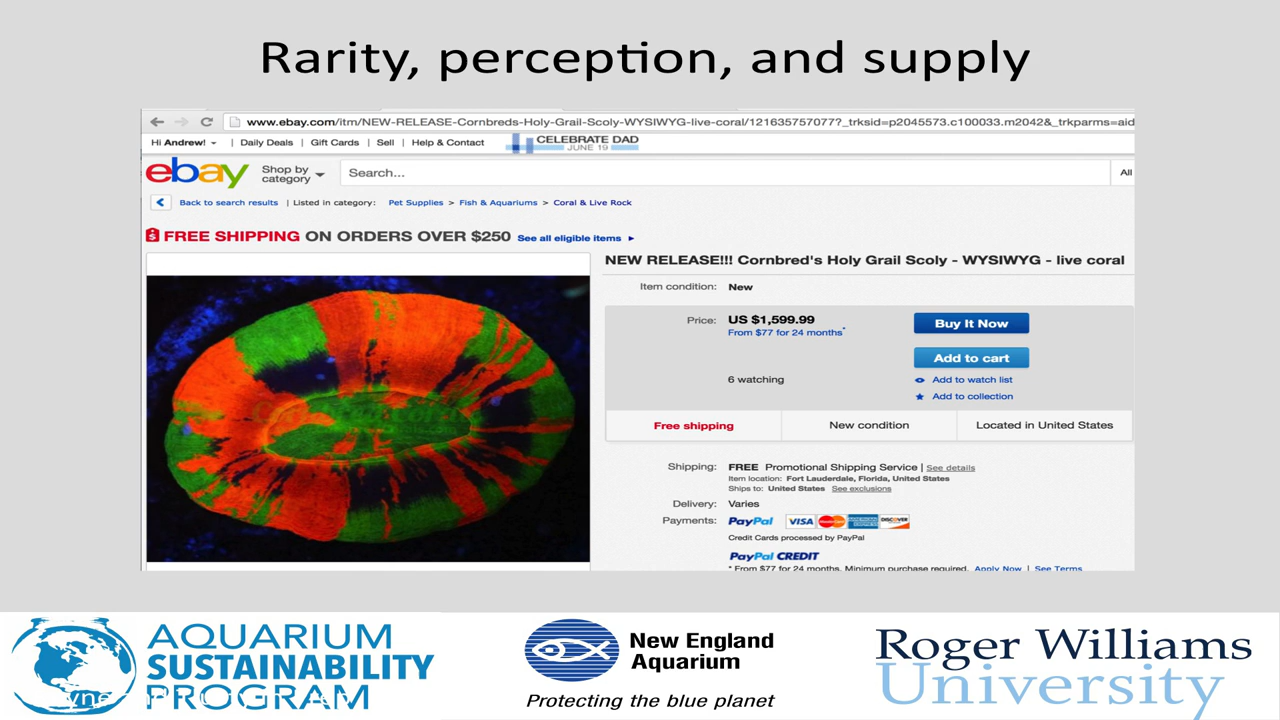 Rarity, perception, and supply
www.ebay.com/itm/NEW-RELEASE-Cornbreds-Holy-Grail-Scoly-WYSIWYG-live-coral/121635757077?_trksid=p2045573.c100033.m2042&_trkparms=aid
Hi Andrew! | Daily Deals | Gift Cards | Sell | Help & Contact
CELEBRATE DAD
JUNE 19
ebay
Shop by
category
Search...
All
Back to search results | Listed in category: Pet Supplies > Fish & Aquariums > Coral & Live Rock
FREE SHIPPING ON ORDERS OVER $250 See all eligible items
NEW RELEASE!!! Cornbred's Holy Grail Scoly - WYSIWYG - live coral
Item condition: New
Price: US $1,599.99
From $77 for 24 months*
Buy It Now
Add to cart
6 watching
Add to watch list
Add to collection
Free shipping
New condition
Located in United States
Shipping: FREE Promotional Shipping Service | See details
Item location: Fort Lauderdale, Florida, United States
Ships to: United States See exclusions
Delivery: Varies
Payments: PayPal VISA MasterCard DISCOVER
Credit Cards processed by PayPal
PayPal CREDIT
* From $77 for 24 months. Minimum purchase required. Apply Now | See Terms
AQUARIUM
SUSTAINABILITY
PROGRAM
New England
Aquarium
Protecting the blue planet
Roger Williams
University